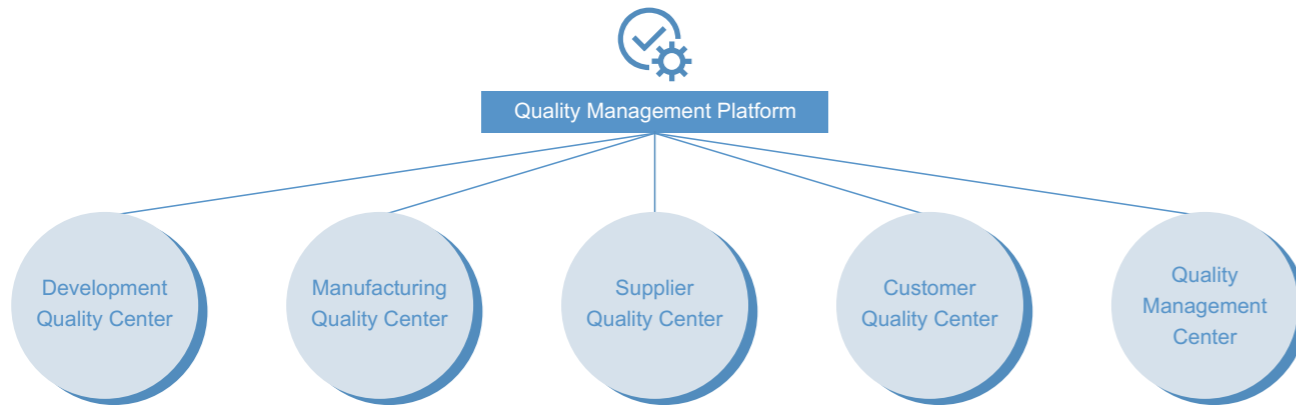 Quality Management Platform
Development
Quality Center
Manufacturing
Quality Center
Supplier
Quality Center
Customer
Quality Center
Quality
Management
Center